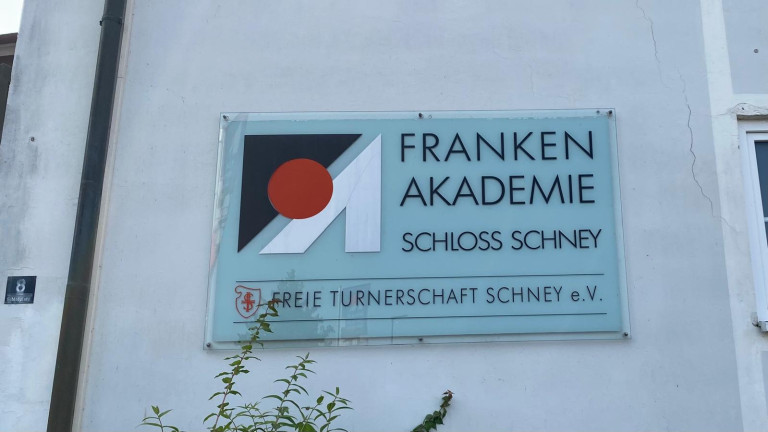 FRANKEN
AKADEMIE
SCHLOSS SCHNEY
FREIE TURNERSCHAFT SCHNEY e.V.
8